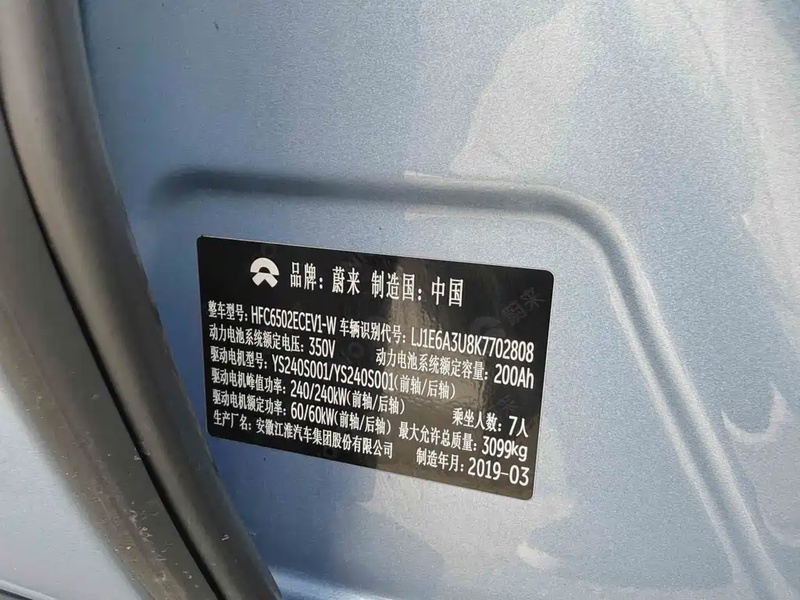 品牌：蔚来 制造国：中国
整车型号：HFC6502ECEV1-W 车辆识别代号：LJ1E6A3U8K7702808
动力电池系统额定电压：350V 动力电池系统额定容量：200Ah
驱动电机型号：YS240S001/YS240S001(前轴/后轴)
驱动电机峰值功率：240/240kW(前轴/后轴) 乘坐人数：7人
驱动电机额定功率：60/60kW(前轴/后轴) 最大允许总质量：3099kg
生产厂名：安徽江淮汽车集团股份有限公司 制造年月：2019-03